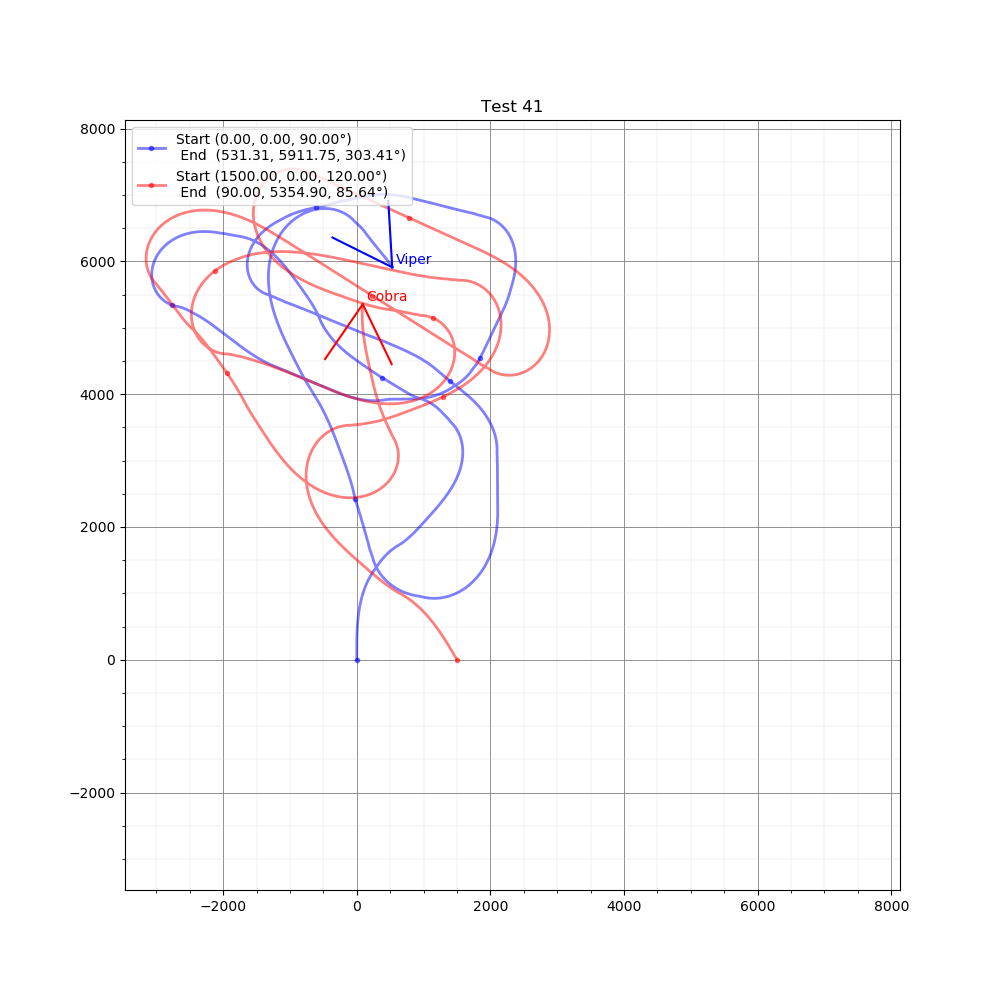 Test 41
Start (0.00, 0.00, 90.00°)
End (531.31, 5911.75, 303.41°)
Start (1500.00, 0.00, 120.00°)
End (90.00, 5354.90, 85.64°)
Viper
Cobra
8000
6000
4000
2000
0
−2000
−2000
0
2000
4000
6000
8000